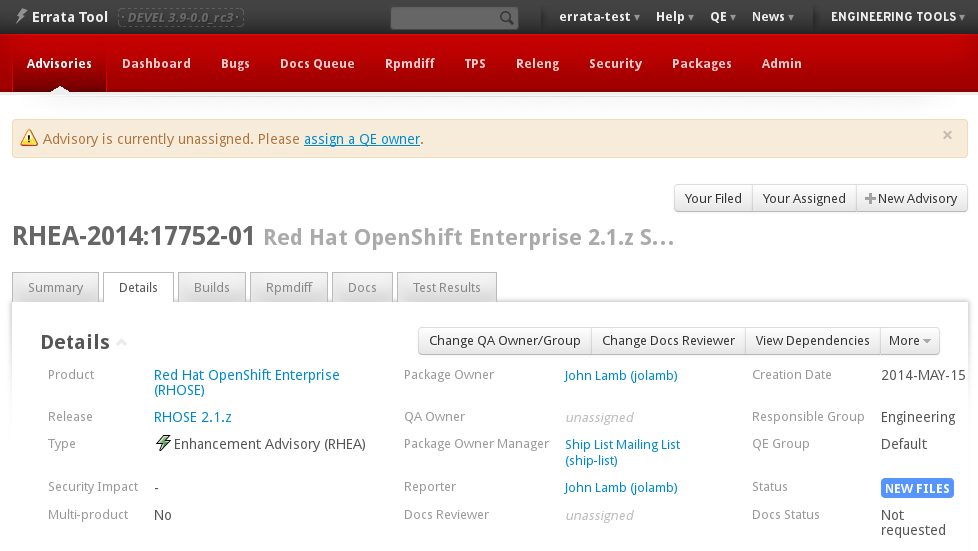 Errata Tool DEVEL 3.9-0.0_rc3 errata-test Help QE News ENGINEERING TOOLS
Advisories Dashboard Bugs Docs Queue Rpmdiff TPS Releng Security Packages Admin
Advisory is currently unassigned. Please assign a QE owner. ×
Your Filed Your Assigned New Advisory
RHEA-2014:17752-01 Red Hat OpenShift Enterprise 2.1.z S...
Summary Details Builds Rpmdiff Docs Test Results
Details Change QA Owner/Group Change Docs Reviewer View Dependencies More
Product Red Hat OpenShift Enterprise Package Owner John Lamb (jolamb) Creation Date 2014-MAY-15
(RHOSE)
Release RHOSE 2.1.z QA Owner unassigned Responsible Group Engineering
Type Enhancement Advisory (RHEA) Package Owner Manager Ship List Mailing List QE Group Default
(ship-list)
Security Impact - Reporter John Lamb (jolamb) Status NEW FILES
Multi-product No Docs Reviewer unassigned Docs Status Not
requested